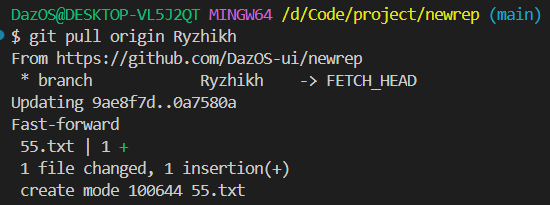 DazOS@DESKTOP-VL5J2QT MINGW64 /d/Code/project/newrep (main)
$ git pull origin Ryzhikh
From https://github.com/DazOS-ui/newrep
 * branch            Ryzhikh    -> FETCH_HEAD
Updating 9ae8f7d..0a7580a
Fast-forward
 55.txt | 1 +
 1 file changed, 1 insertion(+)
 create mode 100644 55.txt